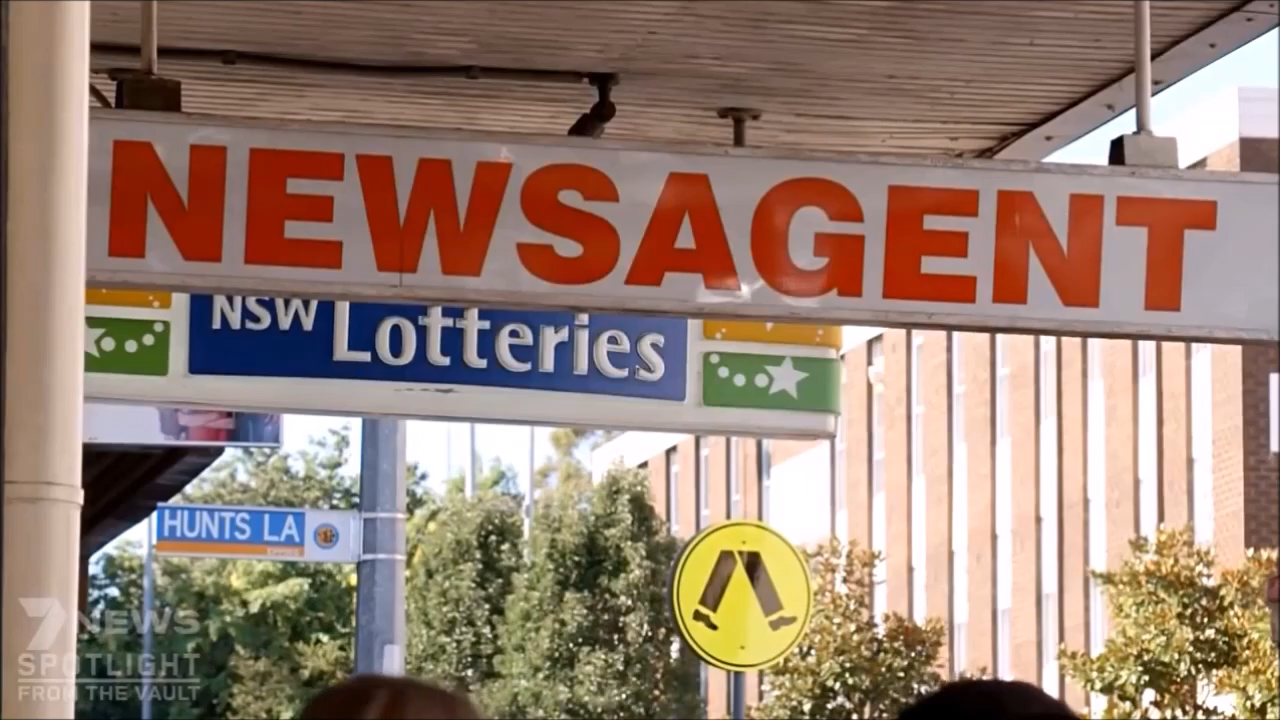 NEWSAGENT
NSW Lotteries
HUNTS LA
7NEWS
SPOTLIGHT
FROM THE VAULT